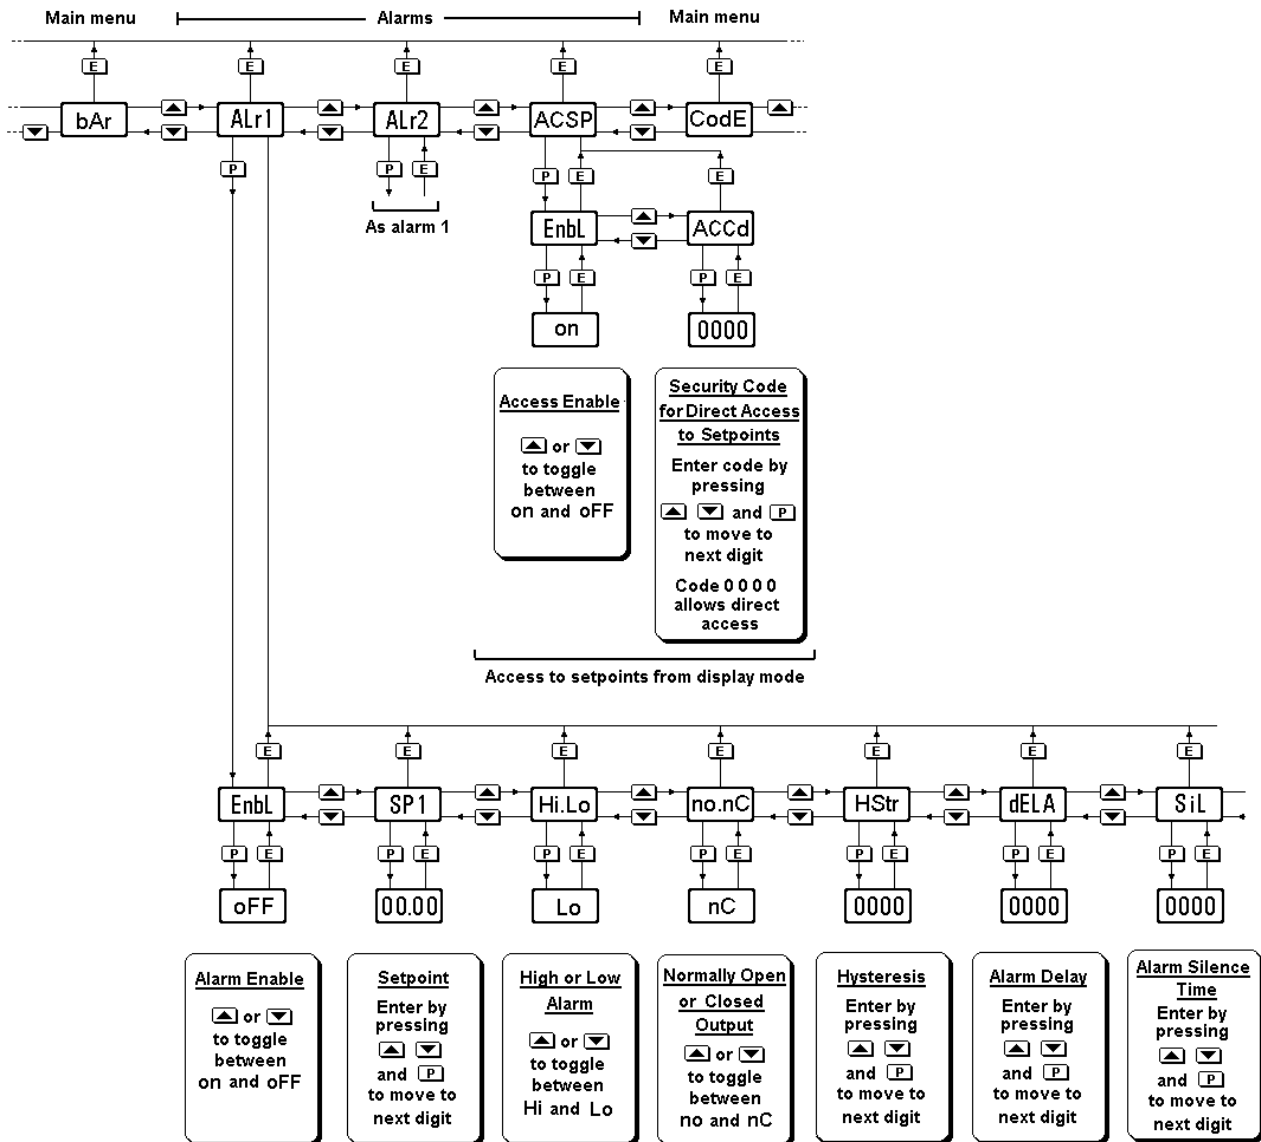 Main menu
Alarms
Main menu
E E E E E
bAr ALr1 ALr2 ACSP CodE
P P E P E E
As alarm 1
EnbL ACCd
P E P E
on 0000
Access Enable
or
to toggle
between
on and oFF
Security Code
for Direct Access
to Setpoints
Enter code by
pressing
and P
to move to
next digit
Code 0 0 0 0
allows direct
access
Access to setpoints from display mode
E E E E E E E
EnbL SP1 Hi.Lo no.nC HStr dELA SiL
P E P E P E P E P E P E P E
oFF 00.00 Lo nC 0000 0000 0000
Alarm Enable
or
to toggle
between
on and oFF
Setpoint
Enter by
pressing
and P
to move to
next digit
High or Low
Alarm
or
to toggle
between
Hi and Lo
Normally Open
or Closed
Output
or
to toggle
between
no and nC
Hysteresis
Enter by
pressing
and P
to move to
next digit
Alarm Delay
Enter by
pressing
and P
to move to
next digit
Alarm Silence
Time
Enter by
pressing
and P
to move to
next digit